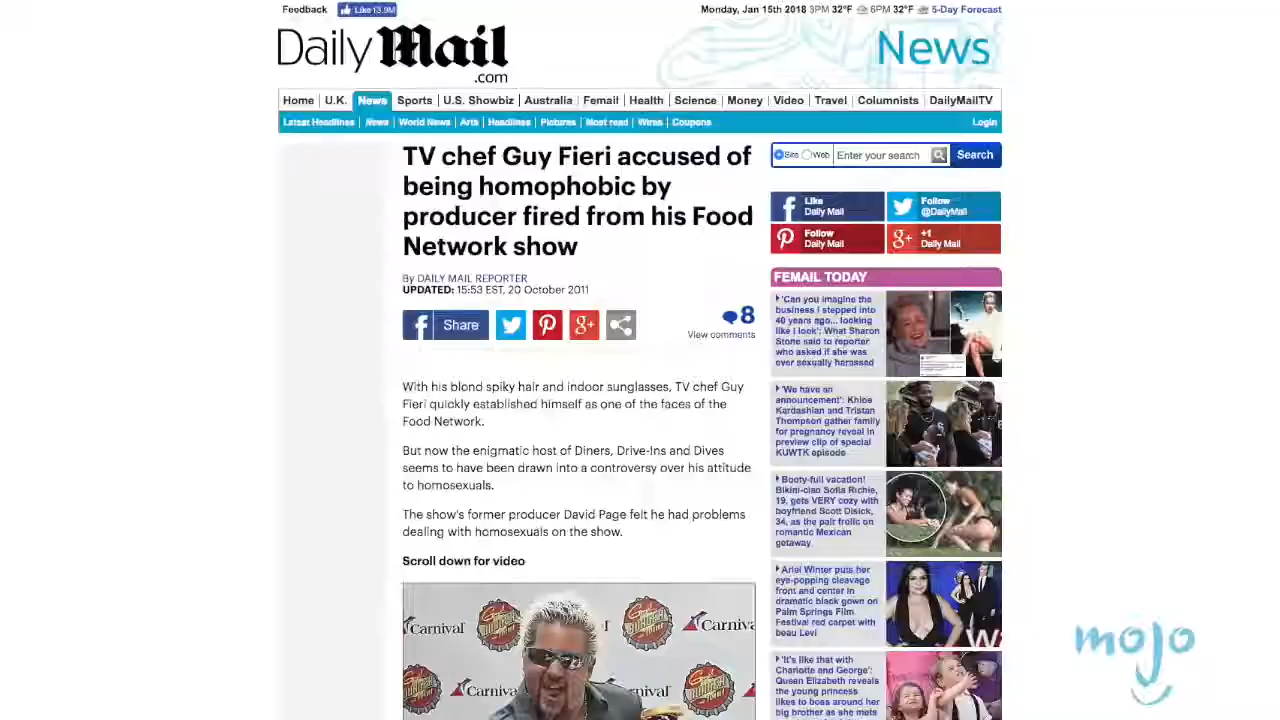 Feedback
Like 13.9M
Monday, Jan 15th 2018 3PM 32°F 6PM 32°F 5-Day Forecast
Daily Mail
.com
News
Home U.K. News Sports U.S. Showbiz Australia Femail Health Science Money Video Travel Columnists DailyMailTV
Latest Headlines News World News Arts Headlines Pictures Most read Wires Coupons Login
TV chef Guy Fieri accused of
being homophobic by
producer fired from his Food
Network show
By DAILY MAIL REPORTER
UPDATED: 15:53 EST, 20 October 2011
Share
8
View comments
With his blond spiky hair and indoor sunglasses, TV chef Guy
Fieri quickly established himself as one of the faces of the
Food Network.
But now the enigmatic host of Diners, Drive-Ins and Dives
seems to have been drawn into a controversy over his attitude
to homosexuals.
The show's former producer David Page felt he had problems
dealing with homosexuals on the show.
Scroll down for video
Carnival
Carniva
Carniva
nival
Site Web Enter your search Search
Like
Daily Mail
Follow
@DailyMail
Follow
Daily Mail
+1
Daily Mail
FEMAIL TODAY
'Can you imagine the
business I stepped into
40 years ago... looking
like I look': What Sharon
Stone said to reporter
who asked if she was
ever sexually harassed
'We have an
announcement': Khloe
Kardashian and Tristan
Thompson gather family
for pregnancy reveal in
preview clip of special
KUWTK episode
Booty-full vacation!
Bikini-clad Sofia Richie,
19, gets VERY cozy with
boyfriend Scott Disick,
34, as the pair frolic on
romantic Mexican
getaway
Ariel Winter puts her
eye-popping cleavage
front and center in
dramatic black gown on
Palm Springs Film
Festival red carpet with
beau Levi
'It's like that with
Charlotte and George':
Queen Elizabeth reveals
the young princess
likes to boss around her
big brother as she mets
mojo